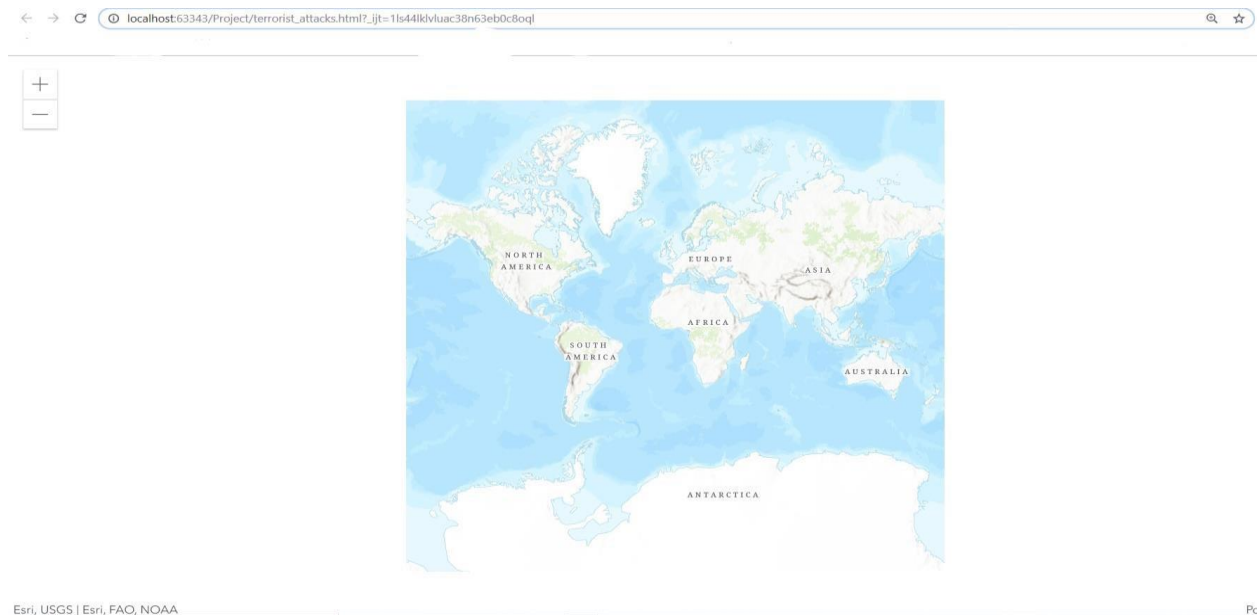 localhost:63343/Project/terrorist_attacks.html?_ijt=1ls44lklvluac38n63eb0c8oql
NORTH
AMERICA
EUROPE
ASIA
AFRICA
SOUTH
AMERICA
AUSTRALIA
ANTARCTICA
Esri, USGS | Esri, FAO, NOAA